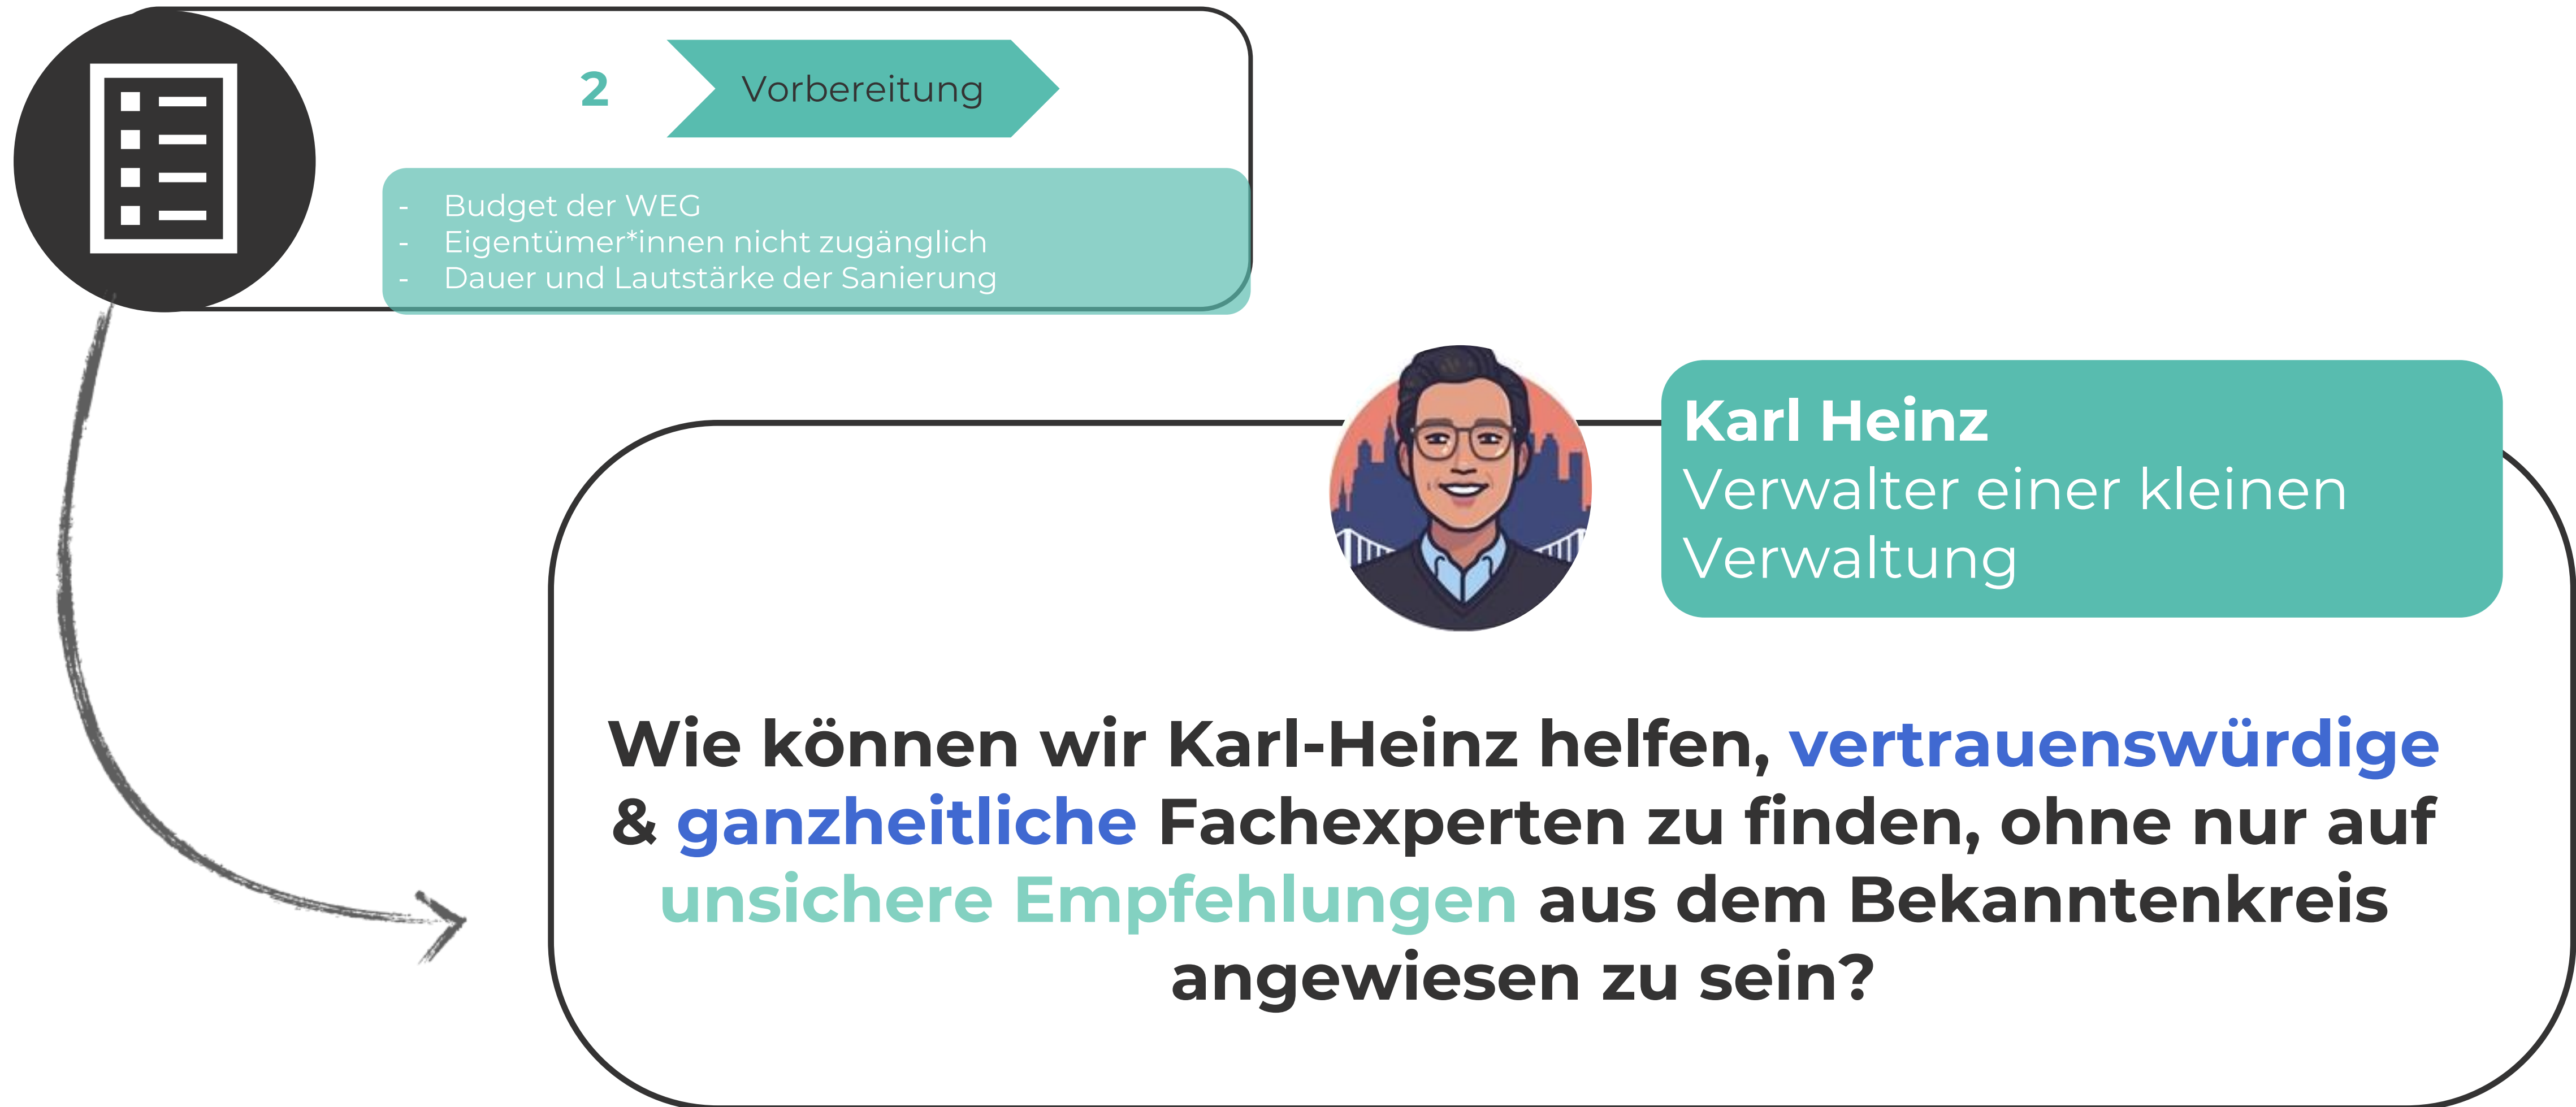 2
Vorbereitung
- Budget der WEG
- Eigentümer*innen nicht zugänglich
- Dauer und Lautstärke der Sanierung
Karl Heinz
Verwalter einer kleinen
Verwaltung
Wie können wir Karl-Heinz helfen, vertrauenswürdige
& ganzheitliche Fachexperten zu finden, ohne nur auf
unsichere Empfehlungen aus dem Bekanntenkreis
angewiesen zu sein?